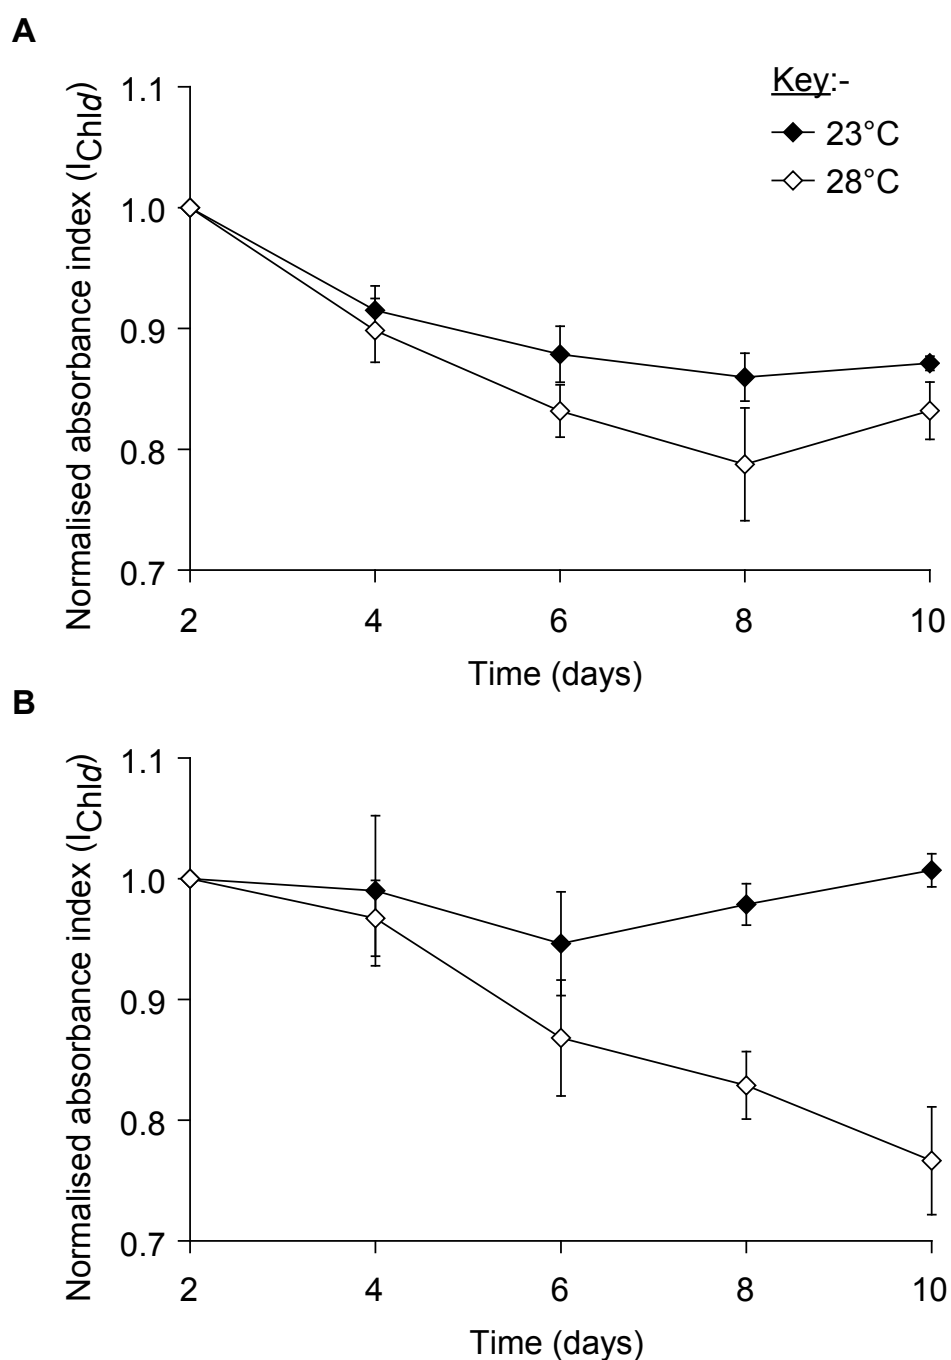 A
Key:-
23°C
28°C
Normalised absorbance index (IChld)
1.1
1.0
0.9
0.8
0.7
2 4 6 8 10
Time (days)
B
Normalised absorbance index (IChld)
1.1
1.0
0.9
0.8
0.7
2 4 6 8 10
Time (days)